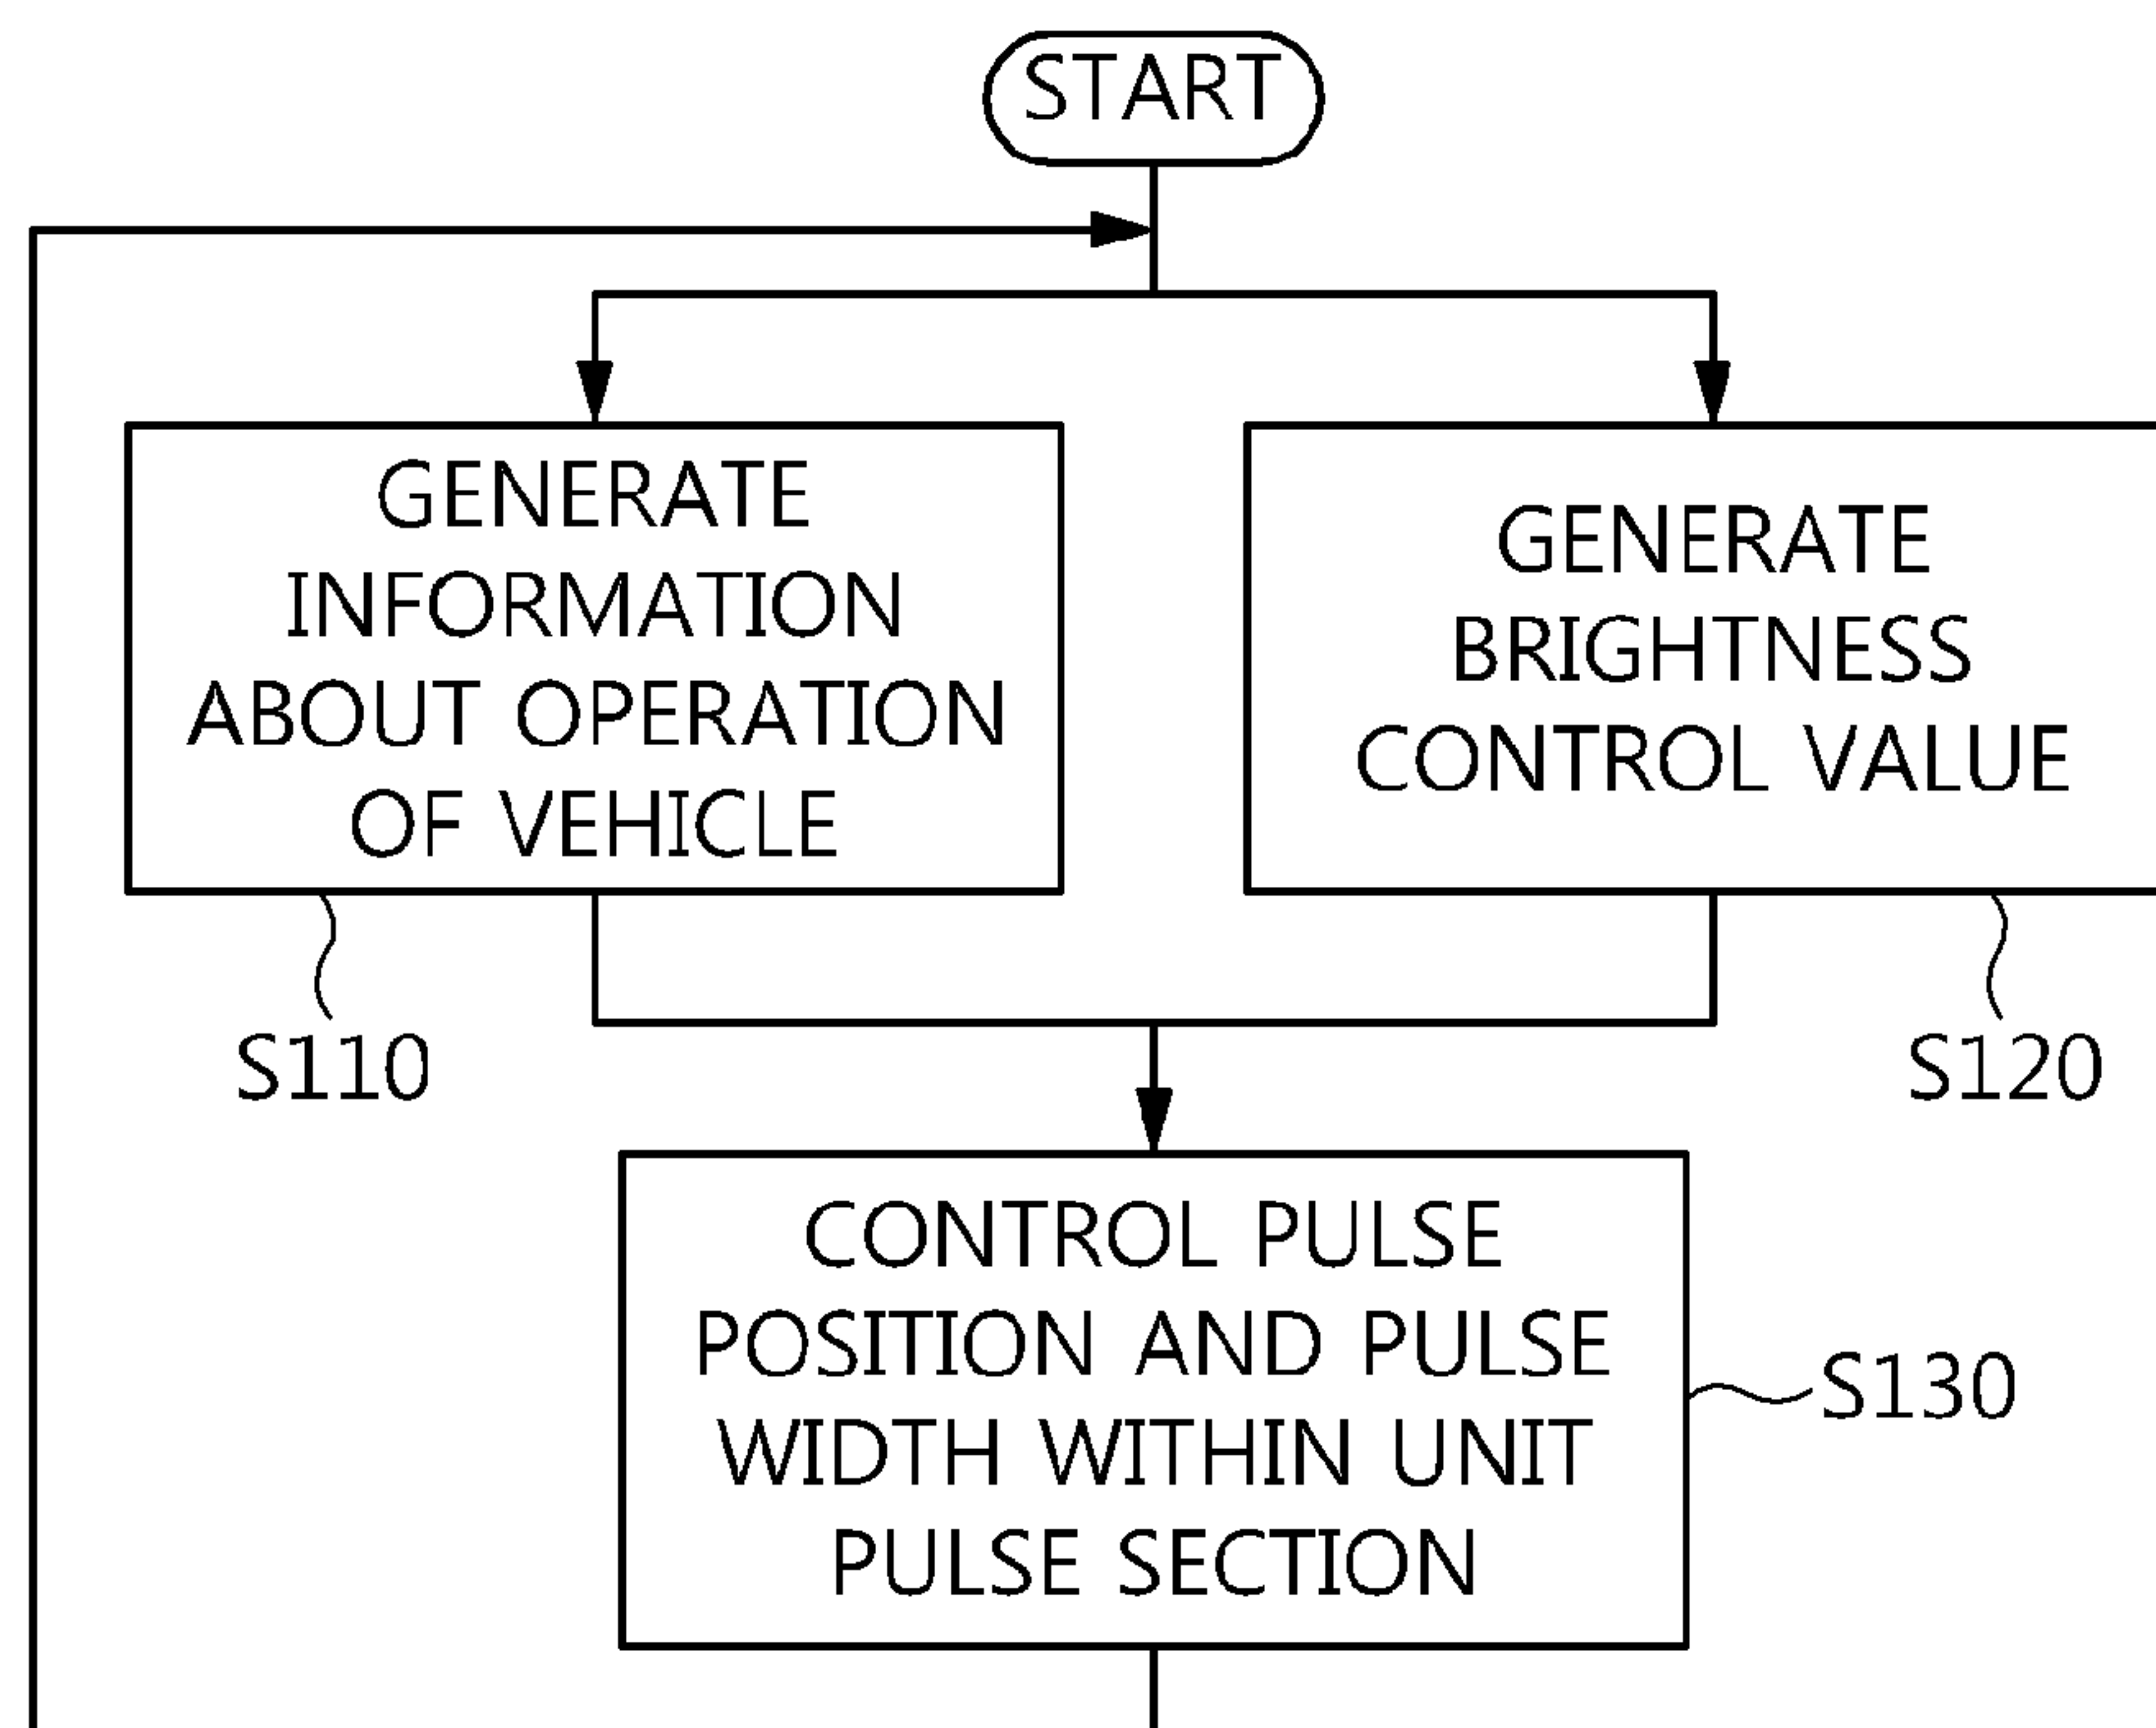 START
GENERATE
INFORMATION
ABOUT OPERATION
OF VEHICLE
GENERATE
BRIGHTNESS
CONTROL VALUE
S110
S120
CONTROL PULSE
POSITION AND PULSE
WIDTH WITHIN UNIT
PULSE SECTION
S130